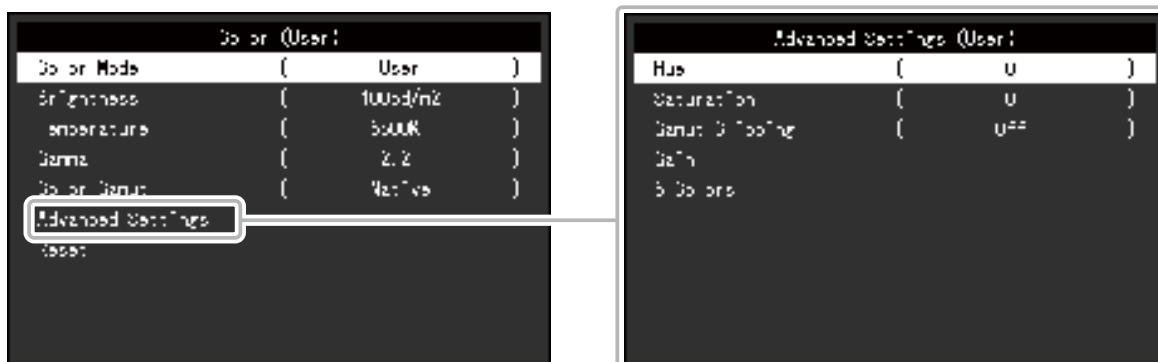 Color (User)
Color Mode ( User )
Brightness ( 100cd/m2 )
Temperature ( 6500K )
Gamma ( 2.2 )
Color Gamut ( Native )
Advanced Settings
Reset
Advanced Settings (User)
Hue ( 0 )
Saturation ( 0 )
Gamut Clipping ( Off )
Gain
6 Colors